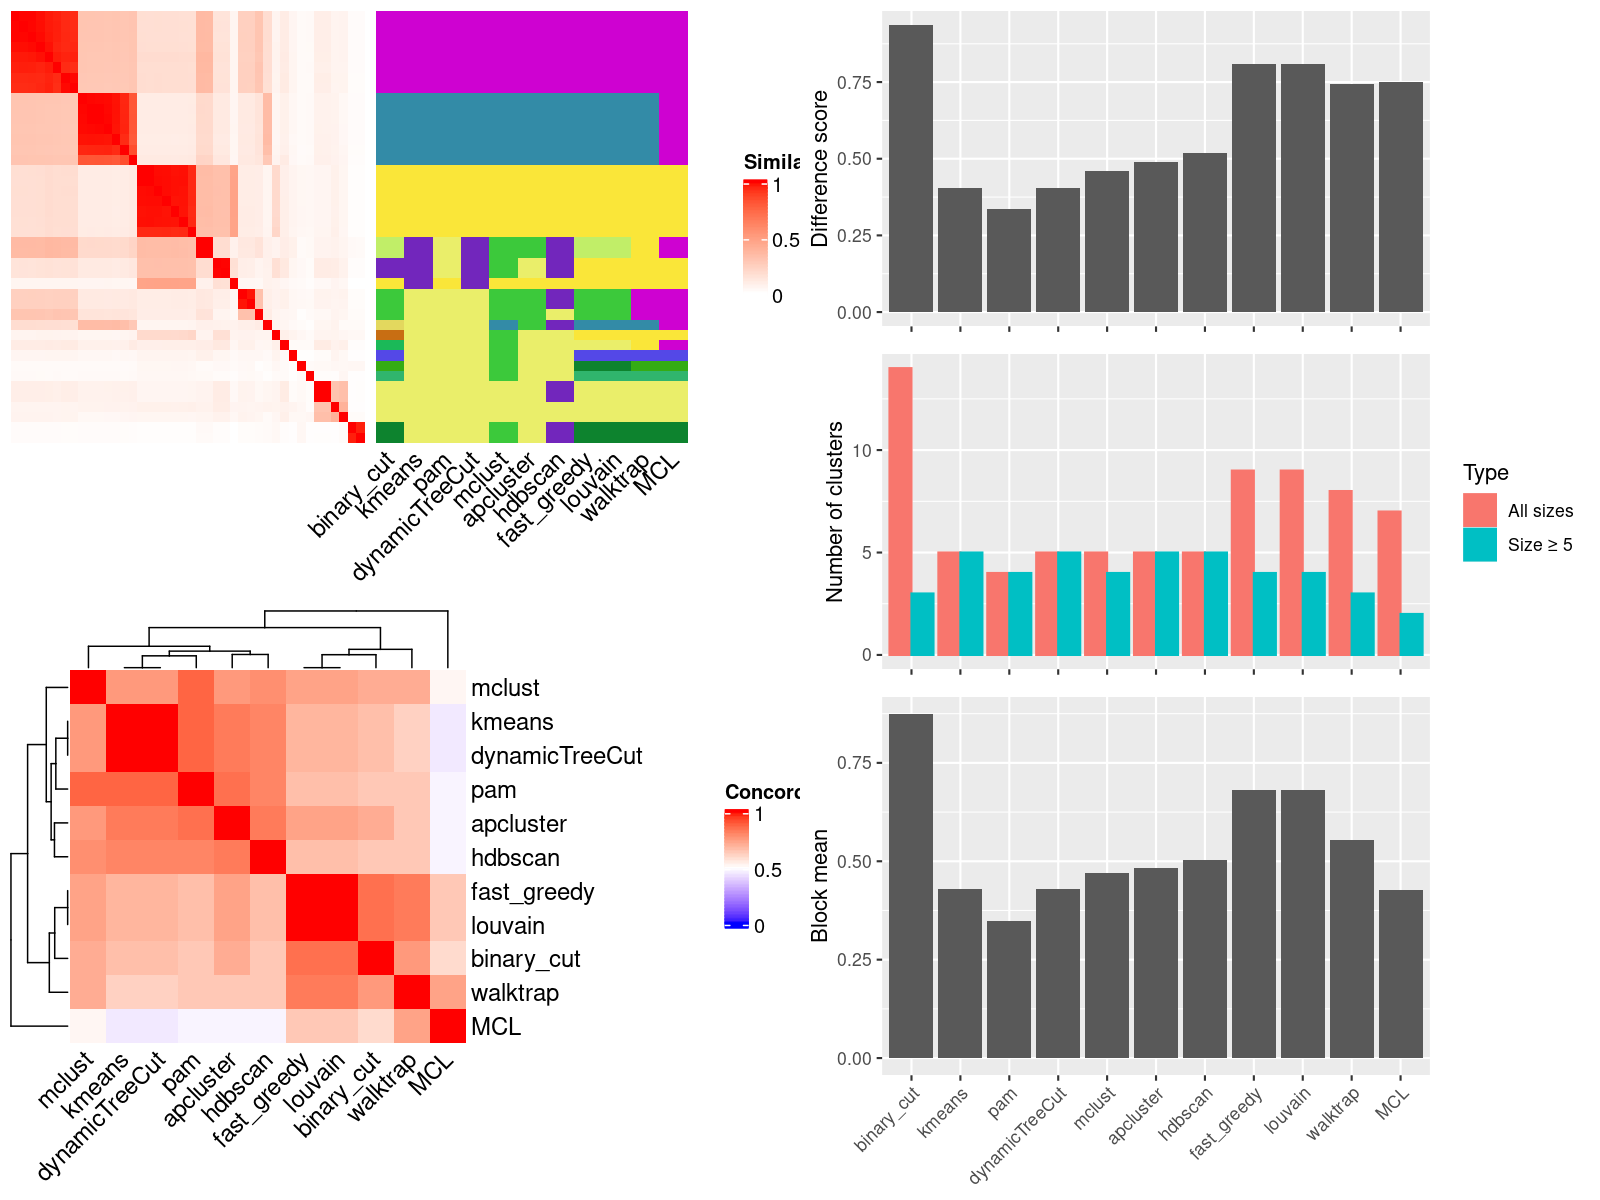 Simila
1
0.5
0
binary_cut
kmeans
pam
dynamicTreeCut
mclust
apcluster
hdbscan
fast_greedy
louvain
walktrap
MCL
mclust
kmeans
dynamicTreeCut
pam
apcluster
hdbscan
fast_greedy
louvain
binary_cut
walktrap
MCL
Concord
1
0.5
0
mclust
kmeans
dynamicTreeCut
pam
apcluster
hdbscan
fast_greedy
louvain
binary_cut
walktrap
MCL
Difference score
0.75
0.50
0.25
0.00
Number of clusters
10
5
0
Type
All sizes
Size ≥ 5
Block mean
0.75
0.50
0.25
0.00
binary_cut
kmeans
pam
dynamicTreeCut
mclust
apcluster
hdbscan
fast_greedy
louvain
walktrap
MCL